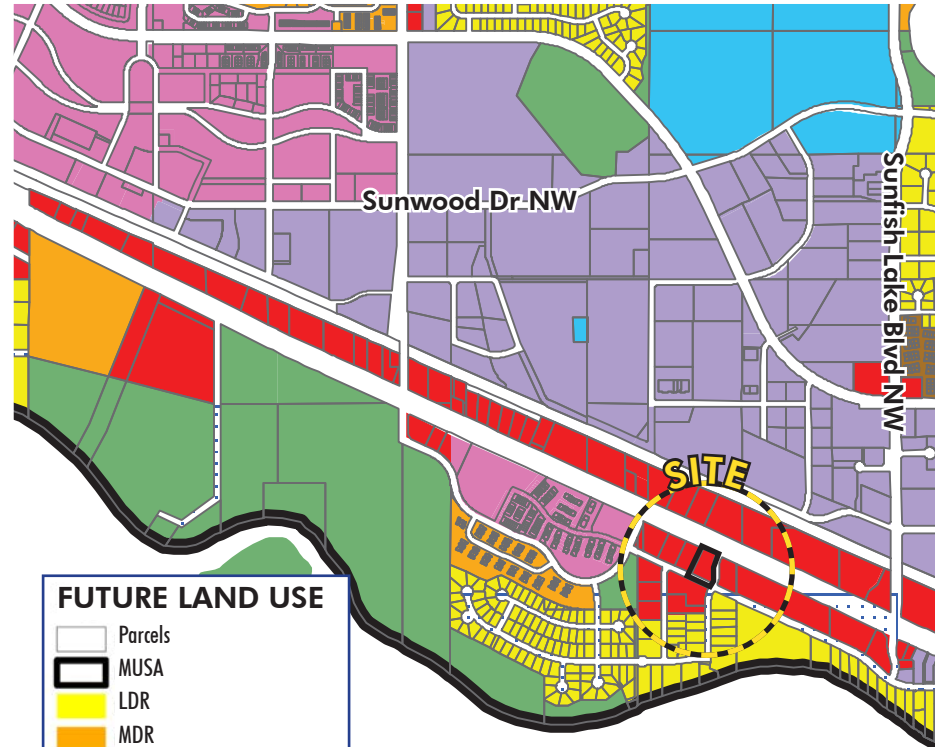 Sunwood Dr NW
Sunfish Lake Blvd NW
SITE
FUTURE LAND USE
Parcels
MUSA
LDR
MDR